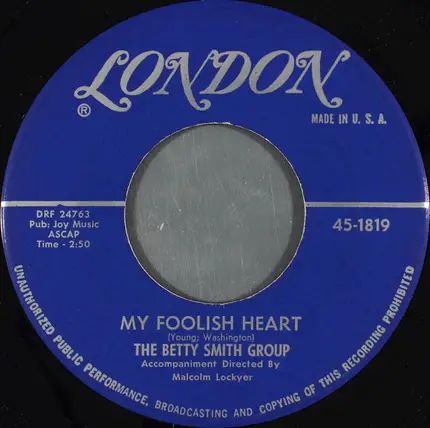 LONDON
®
MADE IN U. S. A.
DRF 24763
Pub: Joy Music
ASCAP
Time - 2:50
45-1819
MY FOOLISH HEART
(Young; Washington)
THE BETTY SMITH GROUP
Accompaniment Directed By
Malcolm Lockyer
UNAUTHORIZED PUBLIC PERFORMANCE, BROADCASTING AND COPYING OF THIS RECORDING PROHIBITED